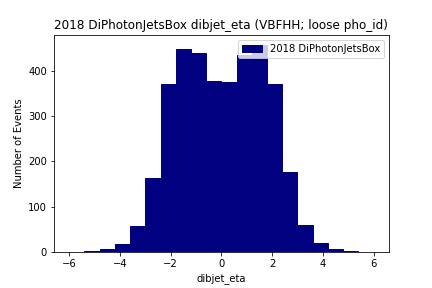 2018 DiPhotonJetsBox dibjet_eta (VBFHH; loose pho_id)
2018 DiPhotonJetsBox
400
300
200
100
0
Number of Events
−6 −4 −2 0 2 4 6
dibjet_eta